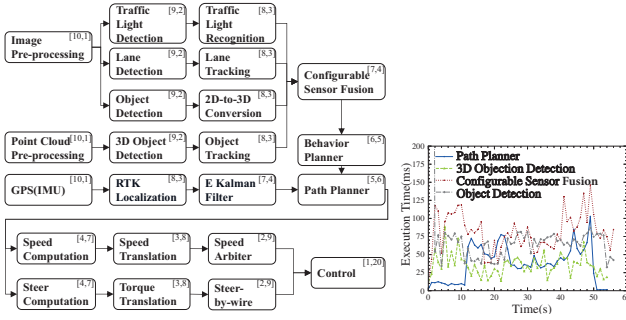 Image
Pre-processing
[10,1]
Traffic
Light
Detection
[9,2]
Traffic
Light
Recognition
[8,3]
Lane
Detection
[9,2]
Lane
Tracking
[8,3]
Object
Detection
[9,2]
2D-to-3D
Conversion
[8,3]
Configurable
Sensor Fusion
[7,4]
Point Cloud
Pre-processing
[10,1]
3D Object
Detection
[9,2]
Object
Tracking
[8,3]
Behavior
Planner
[6,5]
GPS(IMU)
[10,1]
RTK
Localization
[8,3]
E Kalman
Filter
[7,4]
Path Planner
[5,6]
Speed
Computation
[4,7]
Speed
Translation
[3,8]
Speed
Arbiter
[2,9]
Steer
Computation
[4,7]
Torque
Translation
[3,8]
Steer-
by-wire
[2,9]
Control
[1,20]
Execution Time(ms)
200
175
150
125
100
75
50
25
0
Path Planner
3D Objection Detection
Configurable Sensor Fusion
Object Detection
0 10 20 30 40 50 60
Time(s)